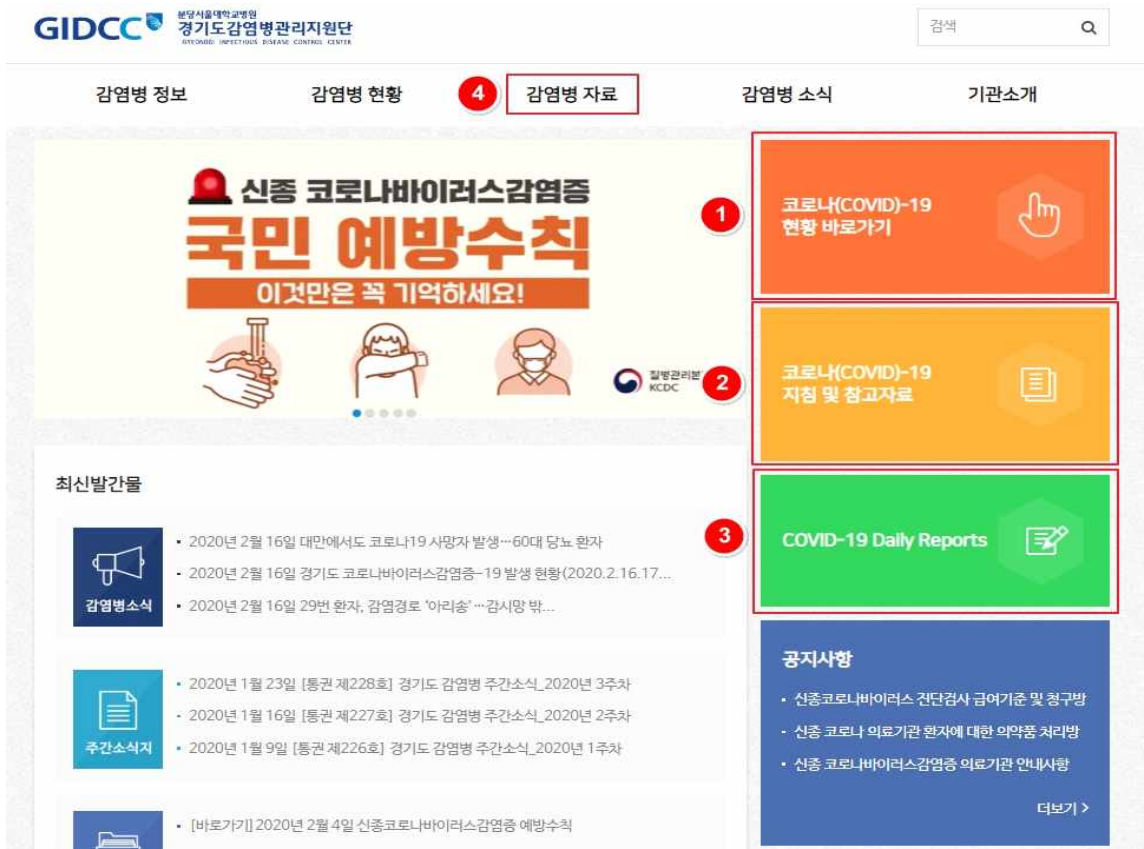 GIDCC
분당서울대학교병원
경기도감염병관리지원단
GYEONGGI INFECTIOUS DISEASE CONTROL CENTER
검색
감염병 정보
감염병 현황
4
감염병 자료
감염병 소식
기관소개
신종 코로나바이러스감염증
국민 예방수칙
이것만은 꼭 기억하세요!
질병관리본
KCDC
1
코로나(COVID)-19
현황 바로가기
2
코로나(COVID)-19
지침 및 참고자료
3
COVID-19 Daily Reports
최신발간물
감염병소식
• 2020년 2월 16일 대만에서도 코로나19 사망자 발생…60대 당뇨 환자
• 2020년 2월 16일 경기도 코로나바이러스감염증-19 발생 현황(2020.2.16.17...
• 2020년 2월 16일 29번 환자, 감염경로 '아리송'…감시망 밖...
주간소식지
• 2020년 1월 23일 [통권 제228호] 경기도 감염병 주간소식_2020년 3주차
• 2020년 1월 16일 [통권 제227호] 경기도 감염병 주간소식_2020년 2주차
• 2020년 1월 9일 [통권 제226호] 경기도 감염병 주간소식_2020년 1주차
• [바로가기] 2020년 2월 4일 신종코로나바이러스감염증 예방수칙
공지사항
• 신종코로나바이러스 진단검사 급여기준 및 청구방
• 신종 코로나 의료기관 환자에 대한 의약품 처리방
• 신종 코로나바이러스감염증 의료기관 안내사항
더보기 >